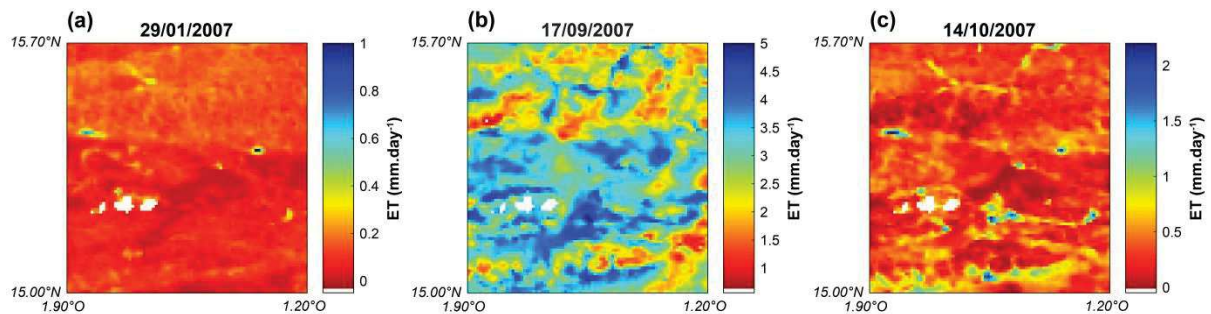 (a)
29/01/2007
15.70°N
15.00°N
1.90°O
1.20°O
1
0.8
0.6
0.4
0.2
0
ET (mm.day⁻¹)
(b)
17/09/2007
15.70°N
15.00°N
1.90°O
1.20°O
5
4.5
4
3.5
3
2.5
2
1.5
1
ET (mm.day⁻¹)
(c)
14/10/2007
15.70°N
15.00°N
1.90°O
1.20°O
2
1.5
1
0.5
0
ET (mm.day⁻¹)